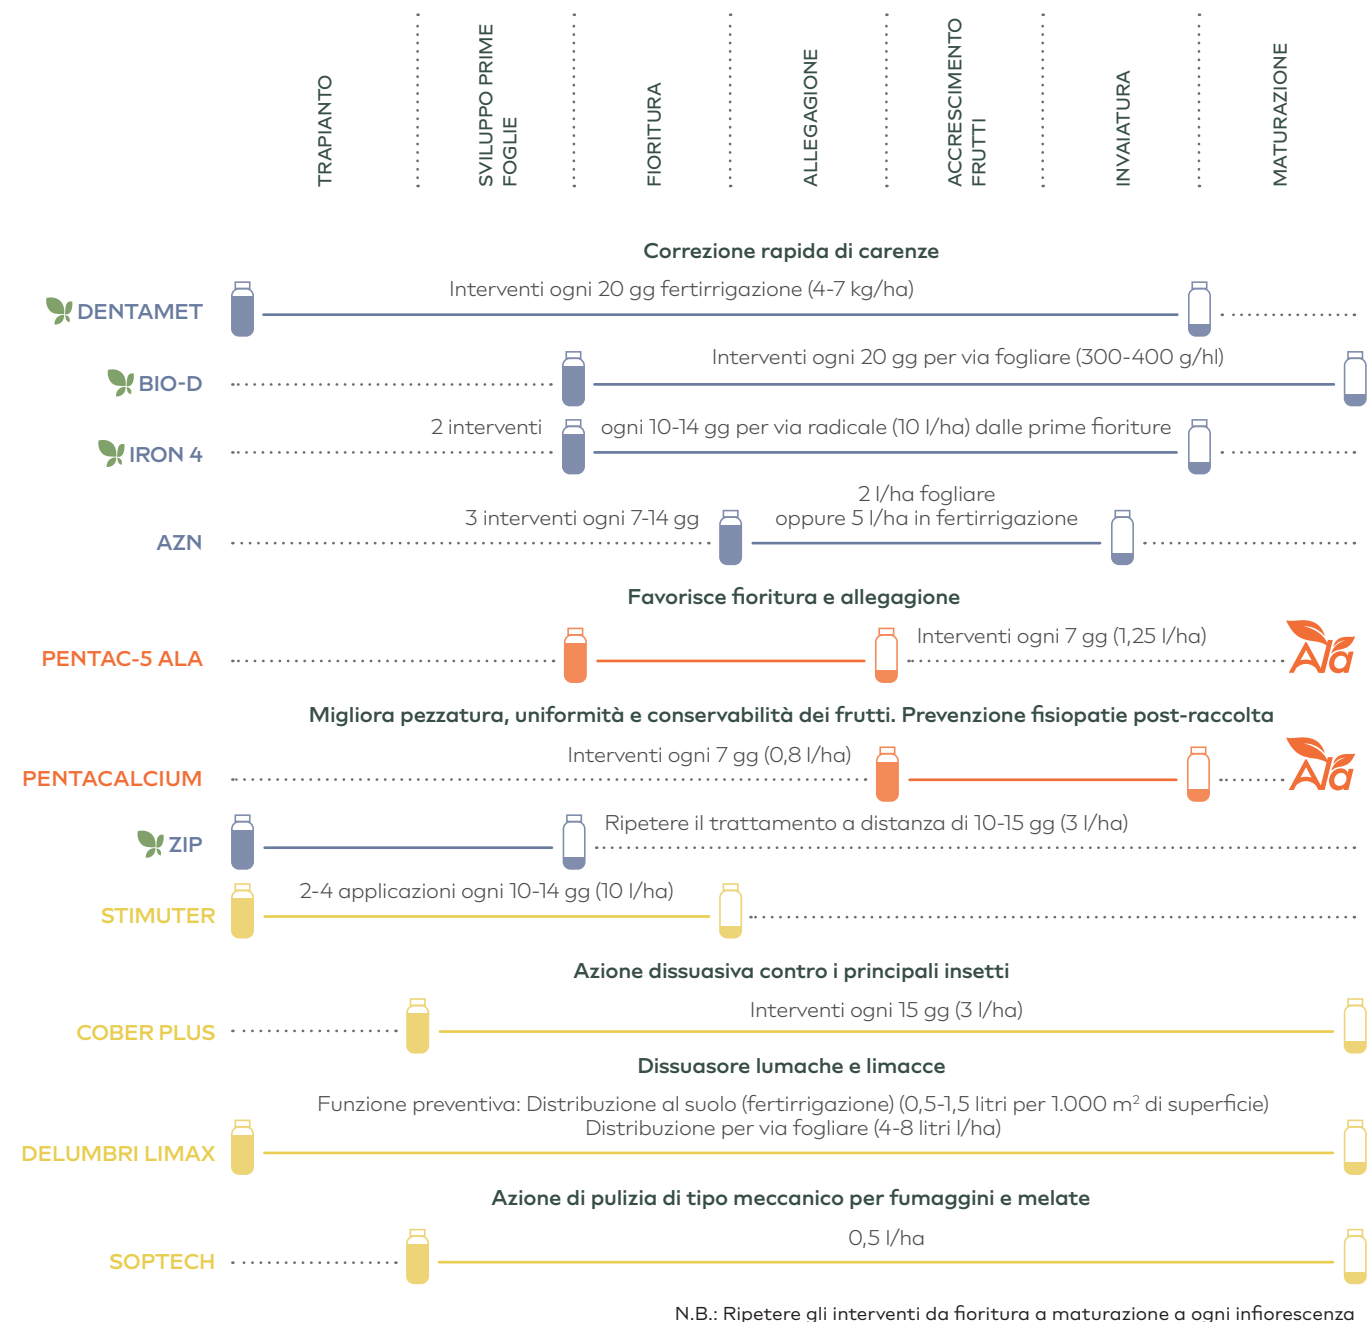 TRAPIANTO
SVILUPPO PRIME
FOGLIE
FIORITURA
ALLEGAGIONE
ACCRESCIMENTO
FRUTTI
INVAIATURA
MATURAZIONE
Correzione rapida di carenze
Interventi ogni 20 gg fertirrigazione (4-7 kg/ha)
DENTAMET
Interventi ogni 20 gg per via fogliare (300-400 g/hl)
BIO-D
2 interventi ogni 10-14 gg per via radicale (10 l/ha) dalle prime fioriture
IRON 4
2 l/ha fogliare
3 interventi ogni 7-14 gg oppure 5 l/ha in fertirrigazione
AZN
Favorisce fioritura e allegagione
Interventi ogni 7 gg (1,25 l/ha)
PENTAC-5 ALA
Ala
Migliora pezzatura, uniformità e conservabilità dei frutti. Prevenzione fisiopatie post-raccolta
Interventi ogni 7 gg (0,8 l/ha)
PENTACALCIUM
Ala
Ripetere il trattamento a distanza di 10-15 gg (3 l/ha)
ZIP
2-4 applicazioni ogni 10-14 gg (10 l/ha)
STIMUTER
Azione dissuasiva contro i principali insetti
Interventi ogni 15 gg (3 l/ha)
COBER PLUS
Dissuasore lumache e limacce
Funzione preventiva: Distribuzione al suolo (fertirrigazione) (0,5-1,5 litri per 1.000 m² di superficie)
Distribuzione per via fogliare (4-8 litri l/ha)
DELUMBRI LIMAX
Azione di pulizia di tipo meccanico per fumaggini e melate
0,5 l/ha
SOPTECH
N.B.: Ripetere gli interventi da fioritura a maturazione a ogni infiorescenza